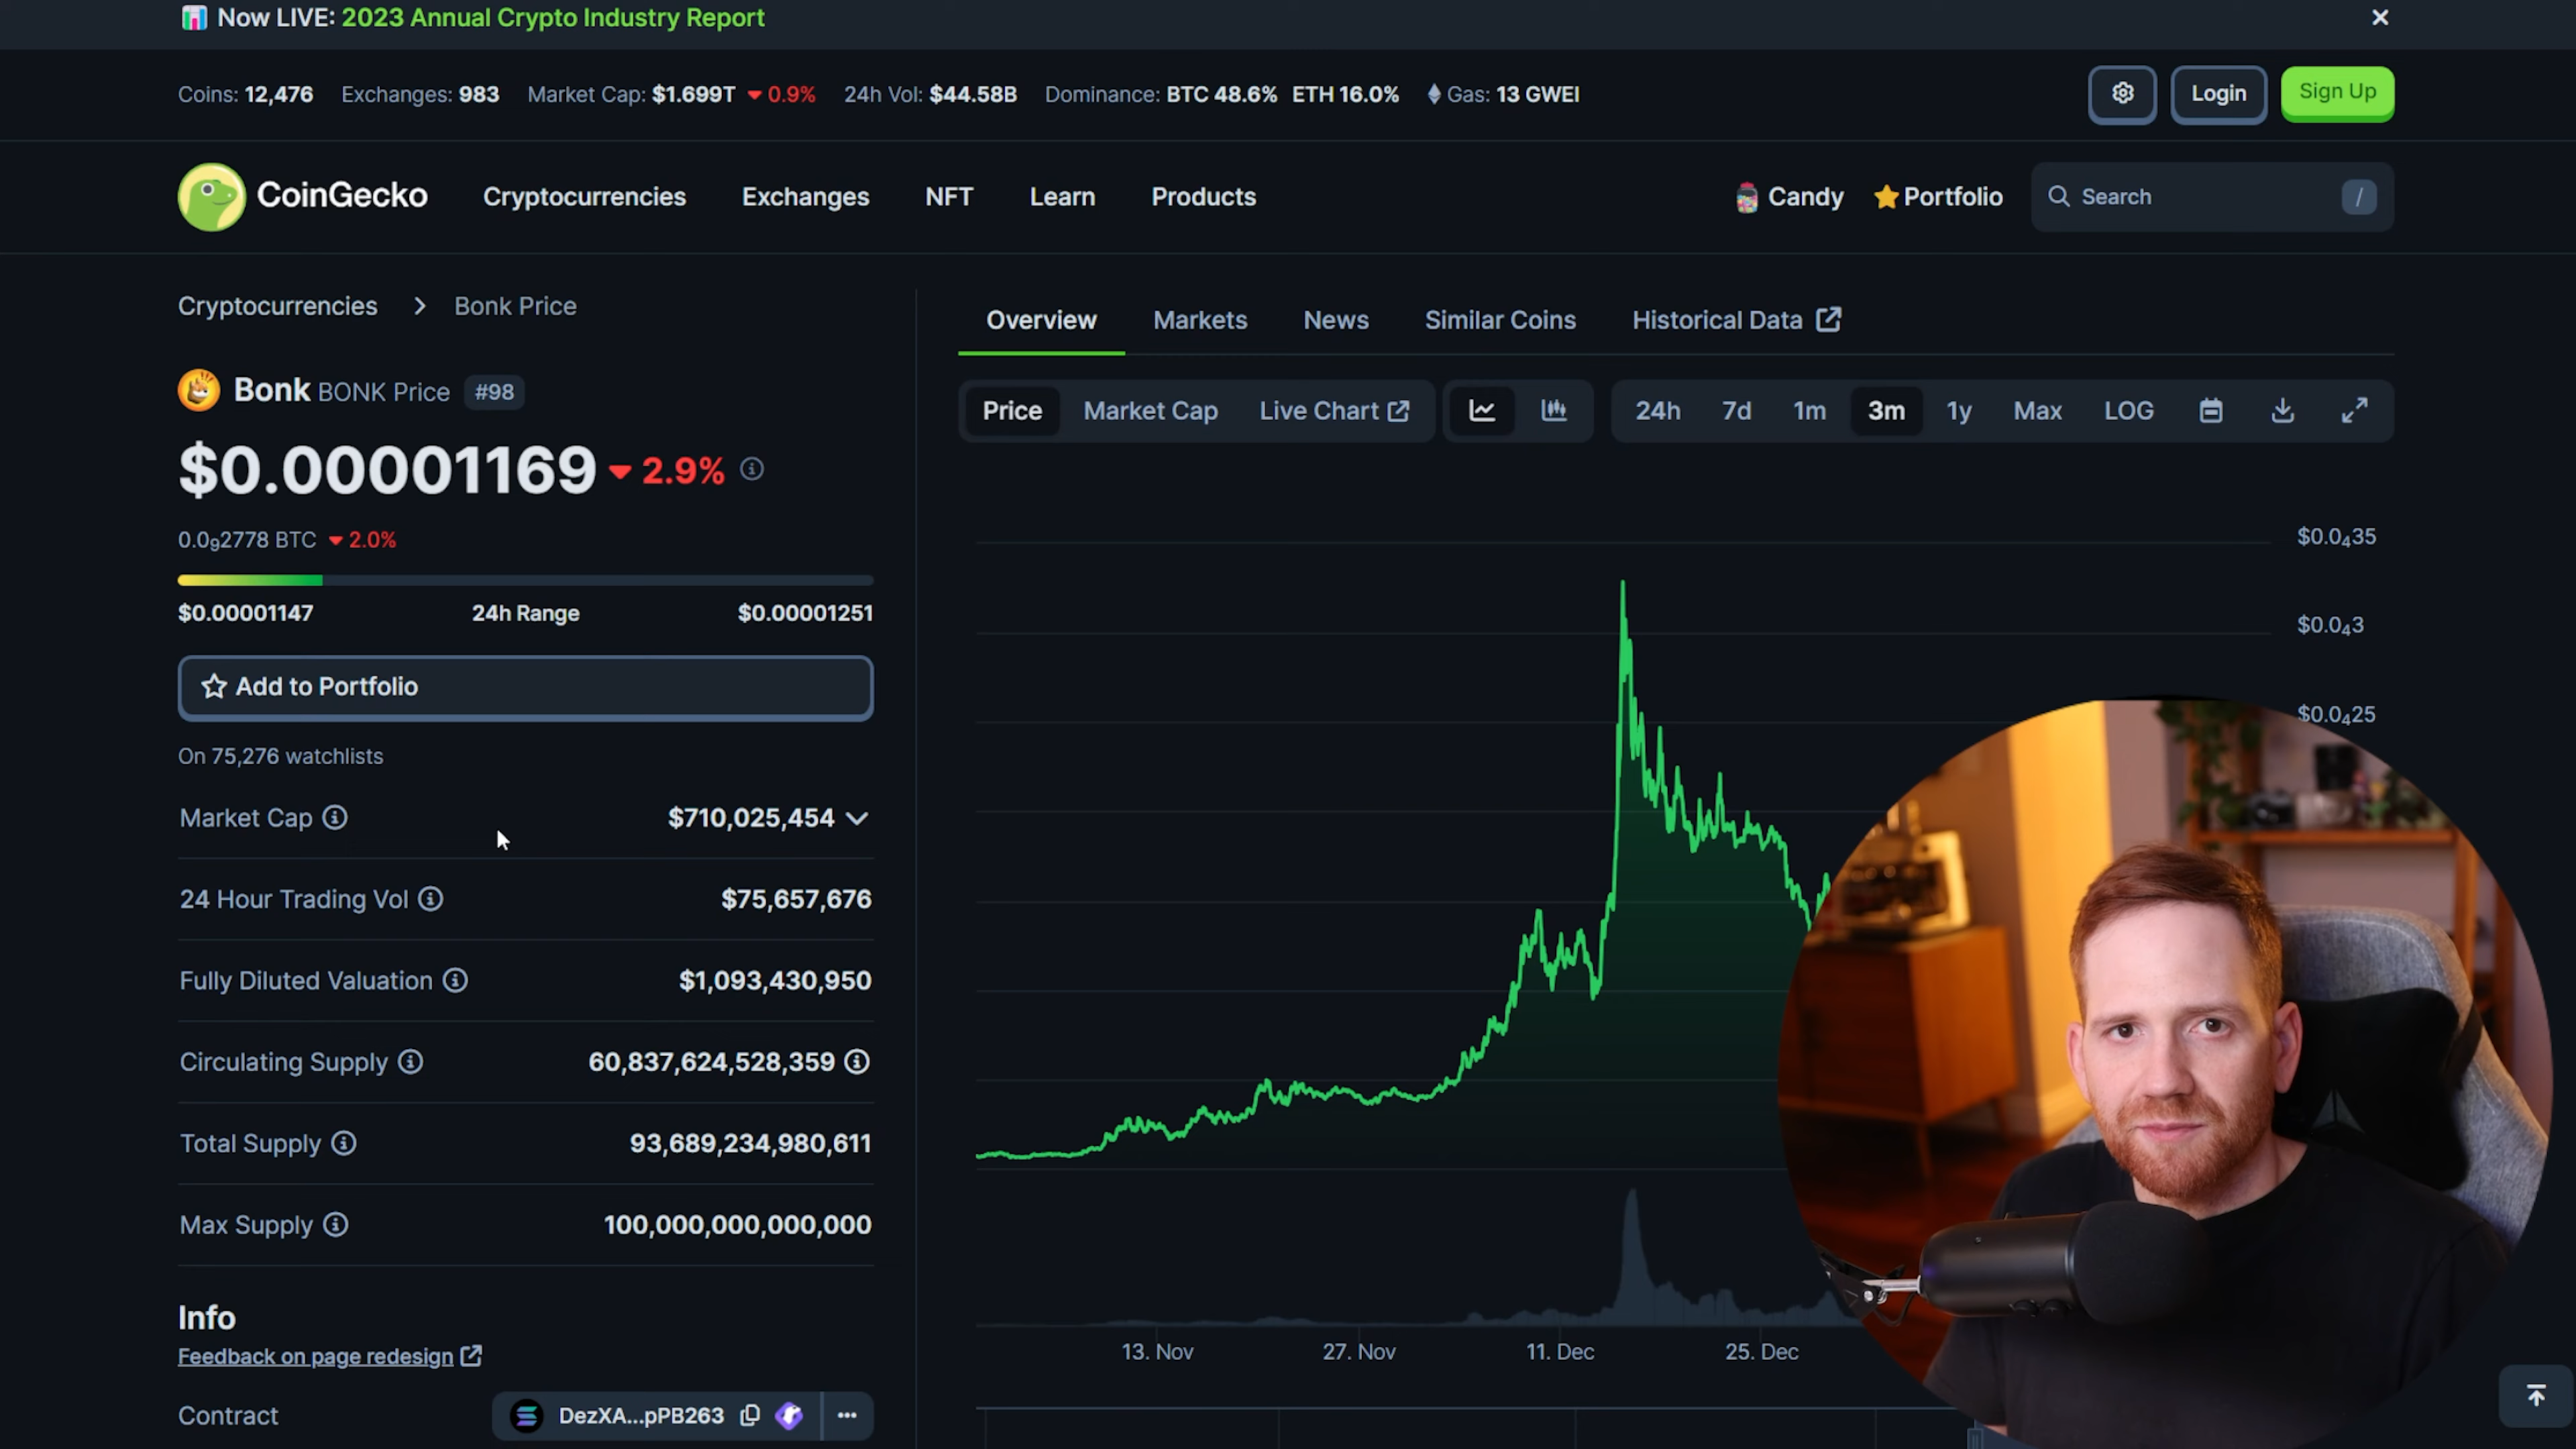 Now LIVE: 2023 Annual Crypto Industry Report
Coins: 12,476 Exchanges: 983 Market Cap: $1.699T 0.9% 24h Vol: $44.58B Dominance: BTC 48.6% ETH 16.0% Gas: 13 GWEI
Login Sign Up
CoinGecko Cryptocurrencies Exchanges NFT Learn Products Candy Portfolio Search /
Cryptocurrencies > Bonk Price
Bonk BONK Price #98
$0.00001169 2.9%
0.0₉2778 BTC 2.0%
$0.00001147 24h Range $0.00001251
Add to Portfolio
On 75,276 watchlists
Market Cap $710,025,454
24 Hour Trading Vol $75,657,676
Fully Diluted Valuation $1,093,430,950
Circulating Supply 60,837,624,528,359
Total Supply 93,689,234,980,611
Max Supply 100,000,000,000,000
Info
Feedback on page redesign
Contract DezXA...pPB263
Overview Markets News Similar Coins Historical Data
Price Market Cap Live Chart 24h 7d 1m 3m 1y Max LOG
$0.0₄35
$0.0₄3
$0.0₄25
13. Nov 27. Nov 11. Dec 25. Dec